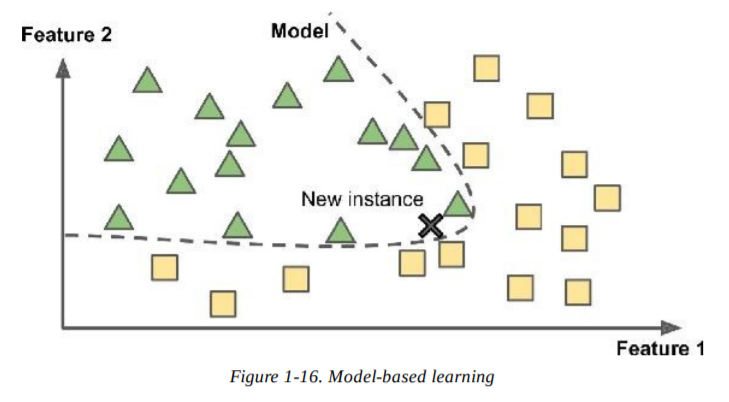 Model
Feature 2
New instance
Feature 1
Figure 1-16. Model-based learning